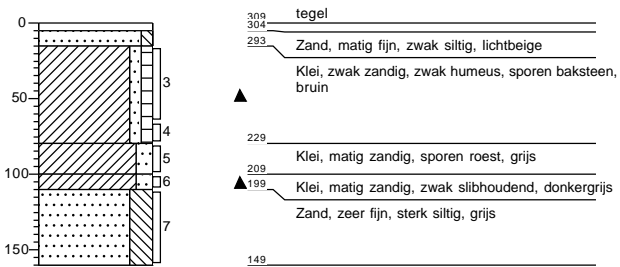 0
50
100
150
3
4
5
6
7
309 tegel
304
293 Zand, matig fijn, zwak siltig, lichtbeige
Klei, zwak zandig, zwak humeus, sporen baksteen,
bruin
229
Klei, matig zandig, sporen roest, grijs
209
199 Klei, matig zandig, zwak slibhoudend, donkergrijs
Zand, zeer fijn, sterk siltig, grijs
149